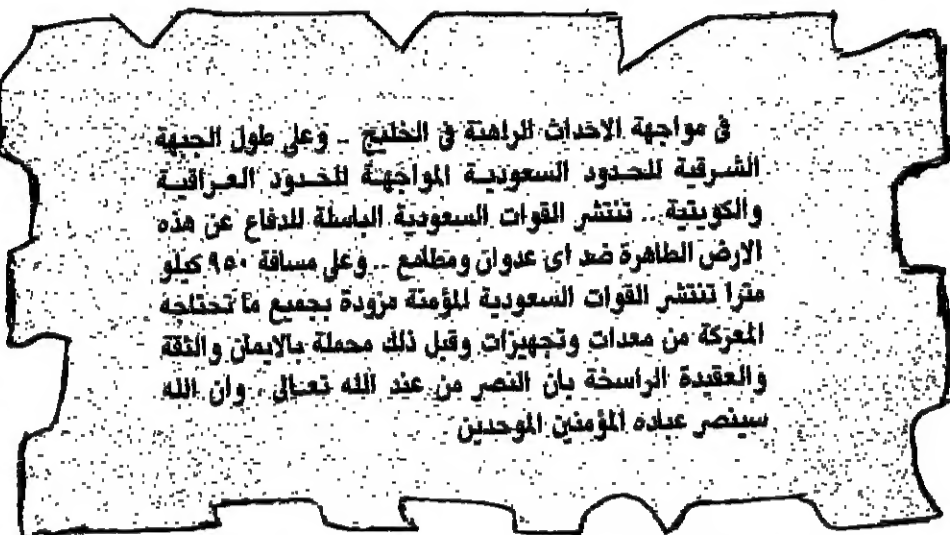 في مواجهة الاحداث الراهنة في الخليج .. وعلى طول الجبهة
الشرقية للحدود السعودية المواجهة للحدود العراقية
والكويتية ... تنتشر القوات السعودية الباسلة للدفاع عن هذه
الارض الطاهرة ضد اى عدوان ومطامع .. وعلى مسافة ٩٥٠ كيلو
مترا تنتشر القوات السعودية المؤمنة مزودة بجميع ما تحتاجه
المعركة من معدات وتجهيزات وقبل ذلك محملة بالايمان والثقة
والعقيدة الراسخة بان النصر من عند الله تعالى ، وان الله
سينصر عباده المؤمنين الموحدين